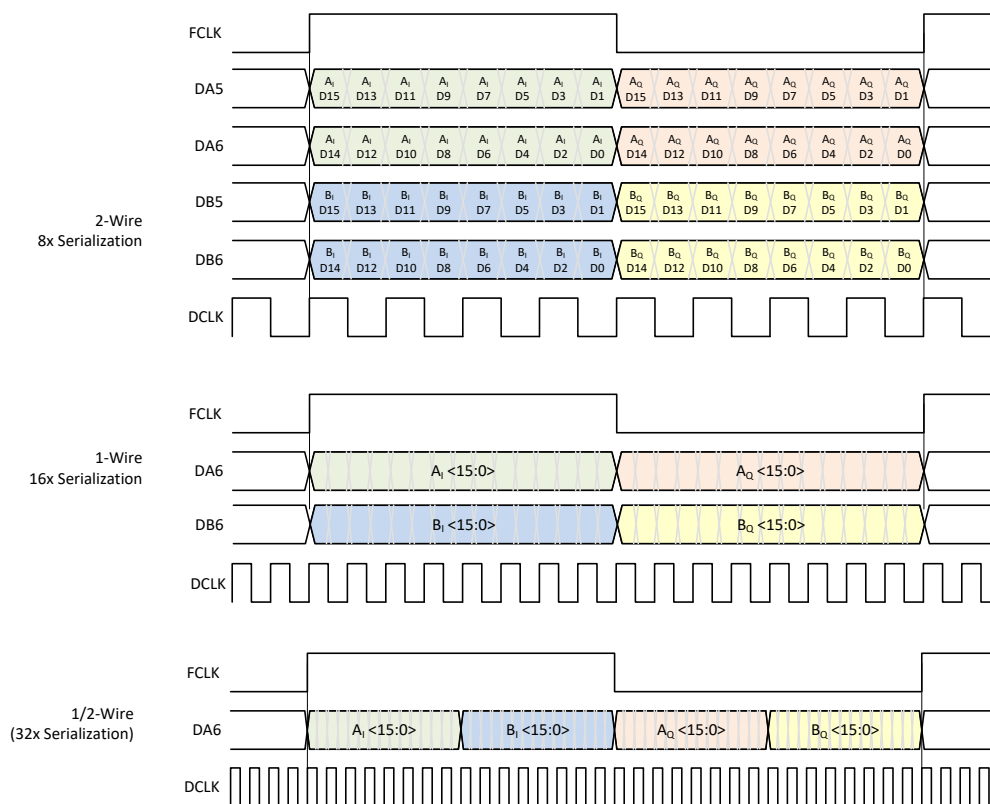 FCLK
DA5
A_I A_I A_I A_I A_I A_I A_I A_I A_Q A_Q A_Q A_Q A_Q A_Q A_Q A_Q
D15 D13 D11 D9 D7 D5 D3 D1 D15 D13 D11 D9 D7 D5 D3 D1
DA6
A_I A_I A_I A_I A_I A_I A_I A_I A_Q A_Q A_Q A_Q A_Q A_Q A_Q A_Q
D14 D12 D10 D8 D6 D4 D2 D0 D14 D12 D10 D8 D6 D4 D2 D0
2-Wire
8x Serialization
DB5
B_I B_I B_I B_I B_I B_I B_I B_I B_Q B_Q B_Q B_Q B_Q B_Q B_Q B_Q
D15 D13 D11 D9 D7 D5 D3 D1 D15 D13 D11 D9 D7 D5 D3 D1
DB6
B_I B_I B_I B_I B_I B_I B_I B_I B_Q B_Q B_Q B_Q B_Q B_Q B_Q B_Q
D14 D12 D10 D8 D6 D4 D2 D0 D14 D12 D10 D8 D6 D4 D2 D0
DCLK
FCLK
1-Wire
16x Serialization
DA6 A_I <15:0> A_Q <15:0>
DB6 B_I <15:0> B_Q <15:0>
DCLK
FCLK
1/2-Wire
(32x Serialization)
DA6 A_I <15:0> B_I <15:0> A_Q <15:0> B_Q <15:0>
DCLK